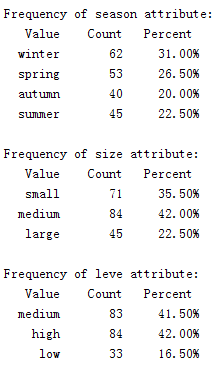 Frequency of season attribute:
Value Count Percent
winter 62 31.00%
spring 53 26.50%
autumn 40 20.00%
summer 45 22.50%
Frequency of size attribute:
Value Count Percent
small 71 35.50%
medium 84 42.00%
large 45 22.50%
Frequency of leve attribute:
Value Count Percent
medium 83 41.50%
high 84 42.00%
low 33 16.50%